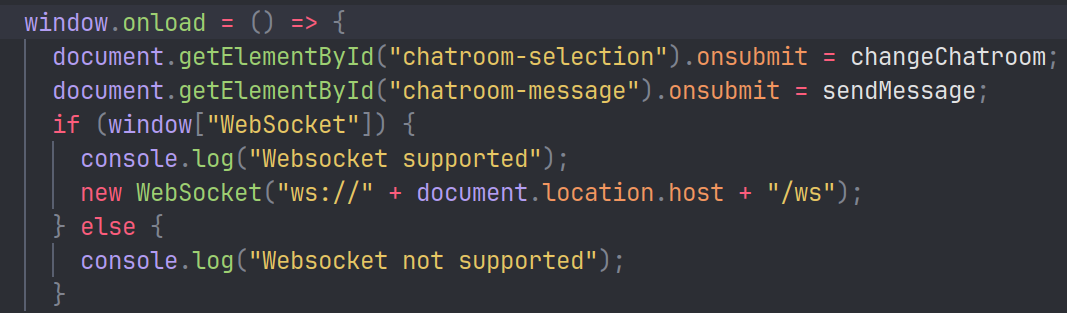 window.onload = () => {
document.getElementById("chatroom-selection").onsubmit = changeChatroom;
document.getElementById("chatroom-message").onsubmit = sendMessage;
if (window["WebSocket"]) {
console.log("Websocket supported");
new WebSocket("ws://" + document.location.host + "/ws");
} else {
console.log("Websocket not supported");
}